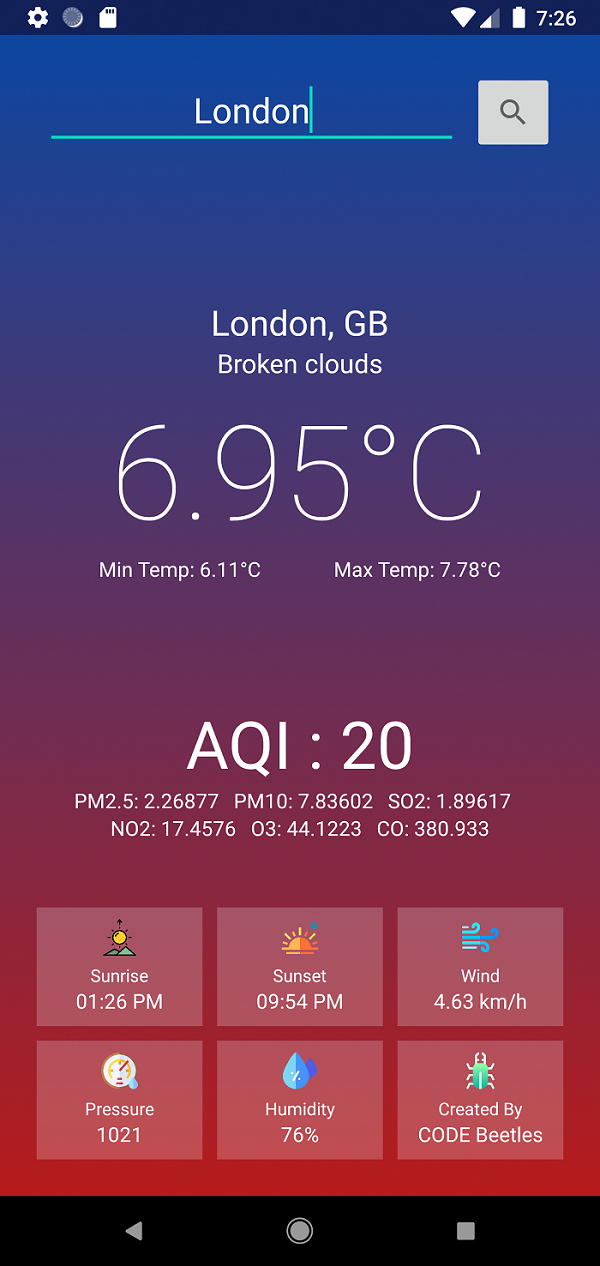 7:26
London
London, GB
Broken clouds
6.95°C
Min Temp: 6.11°C Max Temp: 7.78°C
AQI : 20
PM2.5: 2.26877 PM10: 7.83602 SO2: 1.89617
NO2: 17.4576 O3: 44.1223 CO: 380.933
Sunrise Sunset Wind
01:26 PM 09:54 PM 4.63 km/h
Pressure Humidity Created By
1021 76% CODE Beetles